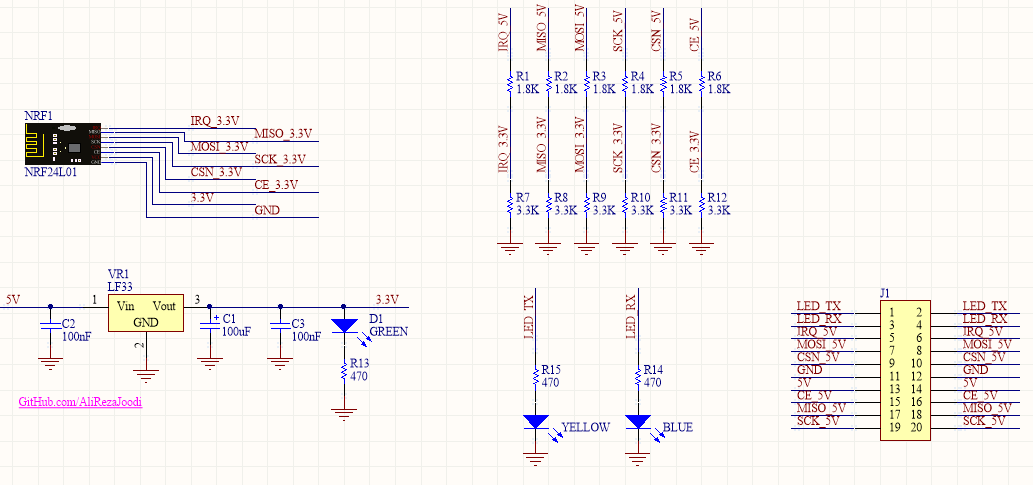 IRQ_5V
MISO_5V
MOSI_5V
SCK_5V
CSN_5V
CE_5V
R1 R2 R3 R4 R5 R6
1.8K 1.8K 1.8K 1.8K 1.8K 1.8K
IRQ_3.3V
MISO_3.3V
MOSI_3.3V
SCK_3.3V
CSN_3.3V
CE_3.3V
R7 R8 R9 R10 R11 R12
3.3K 3.3K 3.3K 3.3K 3.3K 3.3K
NRF1
NRF24L01
IRQ_3.3V
MISO_3.3V
MOSI_3.3V
SCK_3.3V
CSN_3.3V
CE_3.3V
3.3V
GND
VR1
LF33
5V 1 Vin Vout 3 3.3V
GND
2
C2
100nF
C1
+
100uF
C3
100nF
D1
GREEN
R13
470
GitHub.com/AliRezaJoodi
LED_TX
R15
470
YELLOW
LED_RX
R14
470
BLUE
J1
LED_TX 1 2 LED_TX
LED_RX 3 4 LED_RX
IRQ_5V 5 6 IRQ_5V
MOSI_5V 7 8 MOSI_5V
CSN_5V 9 10 CSN_5V
GND 11 12 GND
5V 13 14 5V
CE_5V 15 16 CE_5V
MISO_5V 17 18 MISO_5V
SCK_5V 19 20 SCK_5V